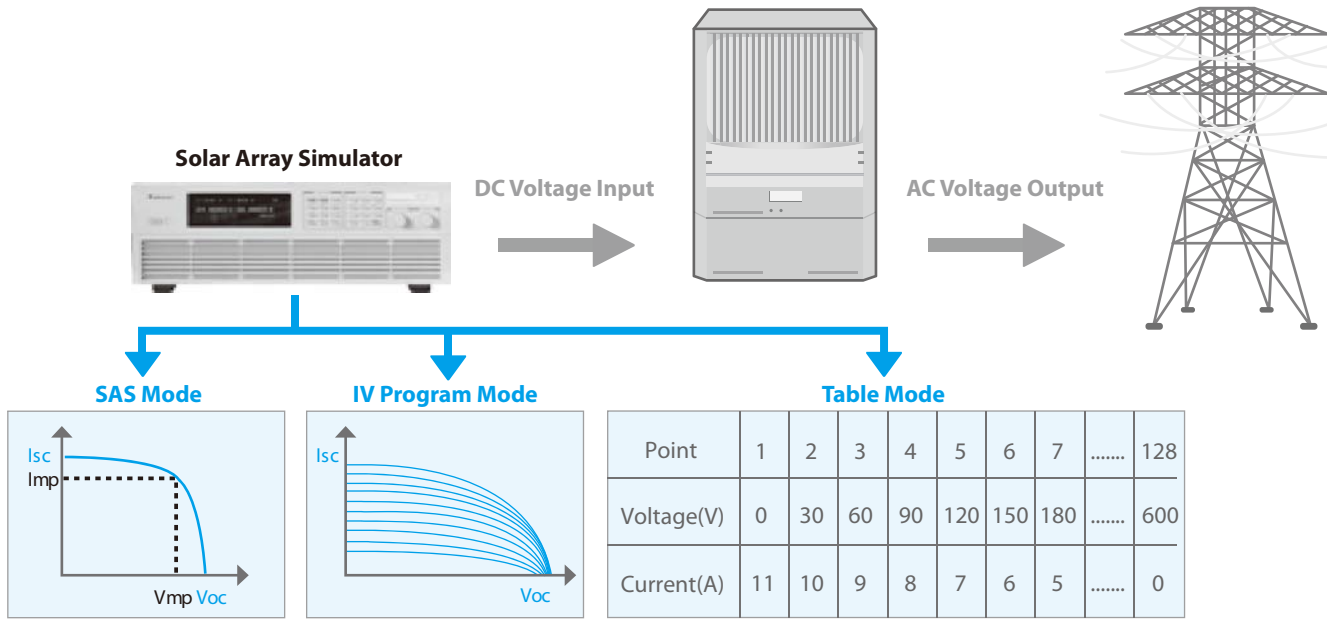 Solar Array Simulator
DC Voltage Input
AC Voltage Output
SAS Mode
IV Program Mode
Table Mode
Isc
Imp
Vmp Voc
Isc
Voc
Point 1 2 3 4 5 6 7 ....... 128
Voltage(V) 0 30 60 90 120 150 180 ....... 600
Current(A) 11 10 9 8 7 6 5 ....... 0